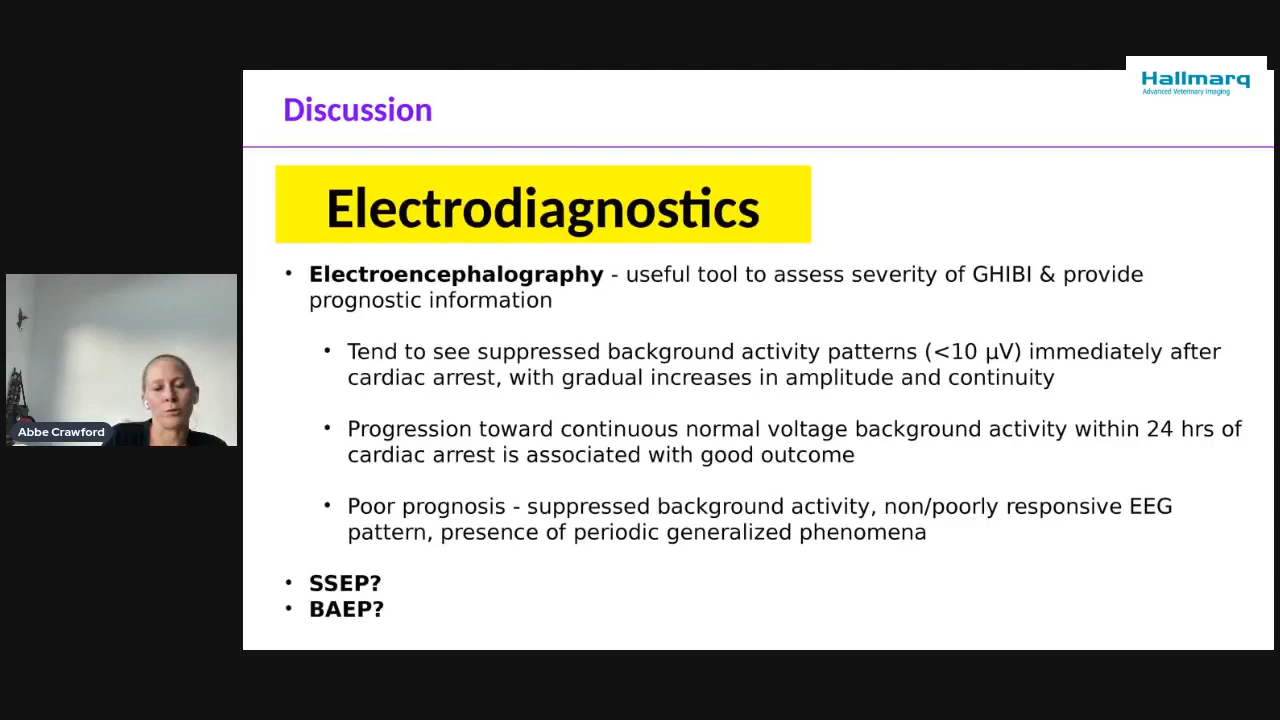 Hallmarq
Advanced Veterinary Imaging
Discussion
Electrodiagnostics
• Electroencephalography - useful tool to assess severity of GHIBI & provide
prognostic information
• Tend to see suppressed background activity patterns (<10 µV) immediately after
cardiac arrest, with gradual increases in amplitude and continuity
• Progression toward continuous normal voltage background activity within 24 hrs of
cardiac arrest is associated with good outcome
• Poor prognosis - suppressed background activity, non/poorly responsive EEG
pattern, presence of periodic generalized phenomena
• SSEP?
• BAEP?
Abbe Crawford